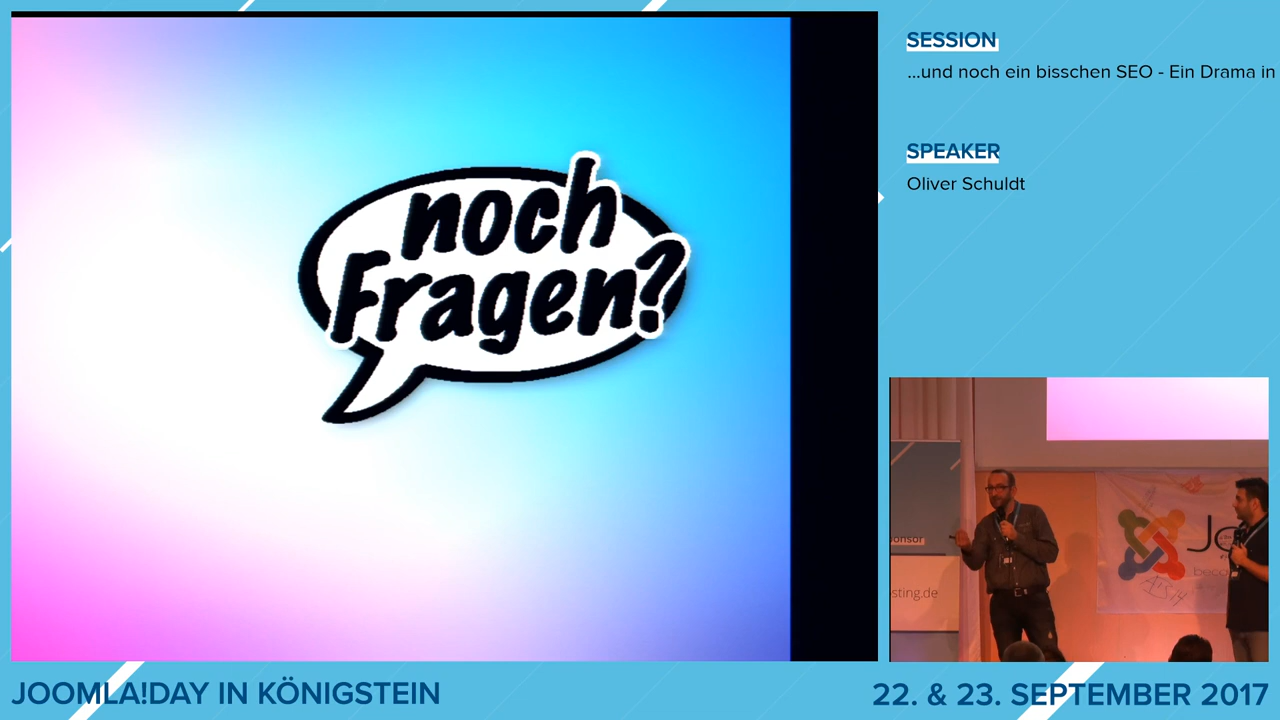 noch
Fragen?
SESSION
...und noch ein bisschen SEO - Ein Drama in
SPEAKER
Oliver Schuldt
JOOMLA!DAY IN KÖNIGSTEIN
22. & 23. SEPTEMBER 2017